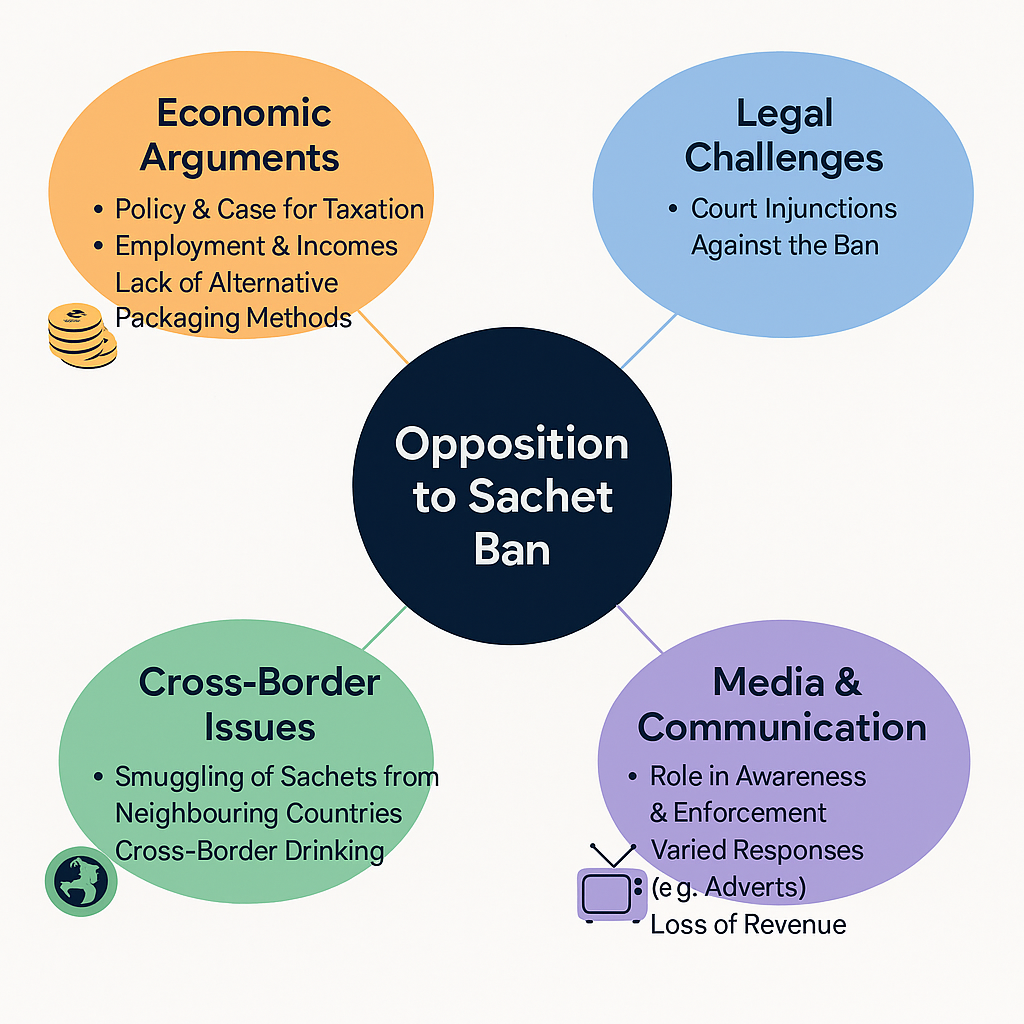 Economic
Arguments
• Policy & Case for Taxation
• Employment & Incomes
Lack of Alternative
Packaging Methods
Legal
Challenges
• Court Injunctions
Against the Ban
Opposition
to Sachet
Ban
Cross-Border
Issues
• Smuggling of Sachets from
Neighbouring Countries
Cross-Border Drinking
Media &
Communication
• Role in Awareness
& Enforcement
Varied Responses
(e g. Adverts)
Loss of Revenue